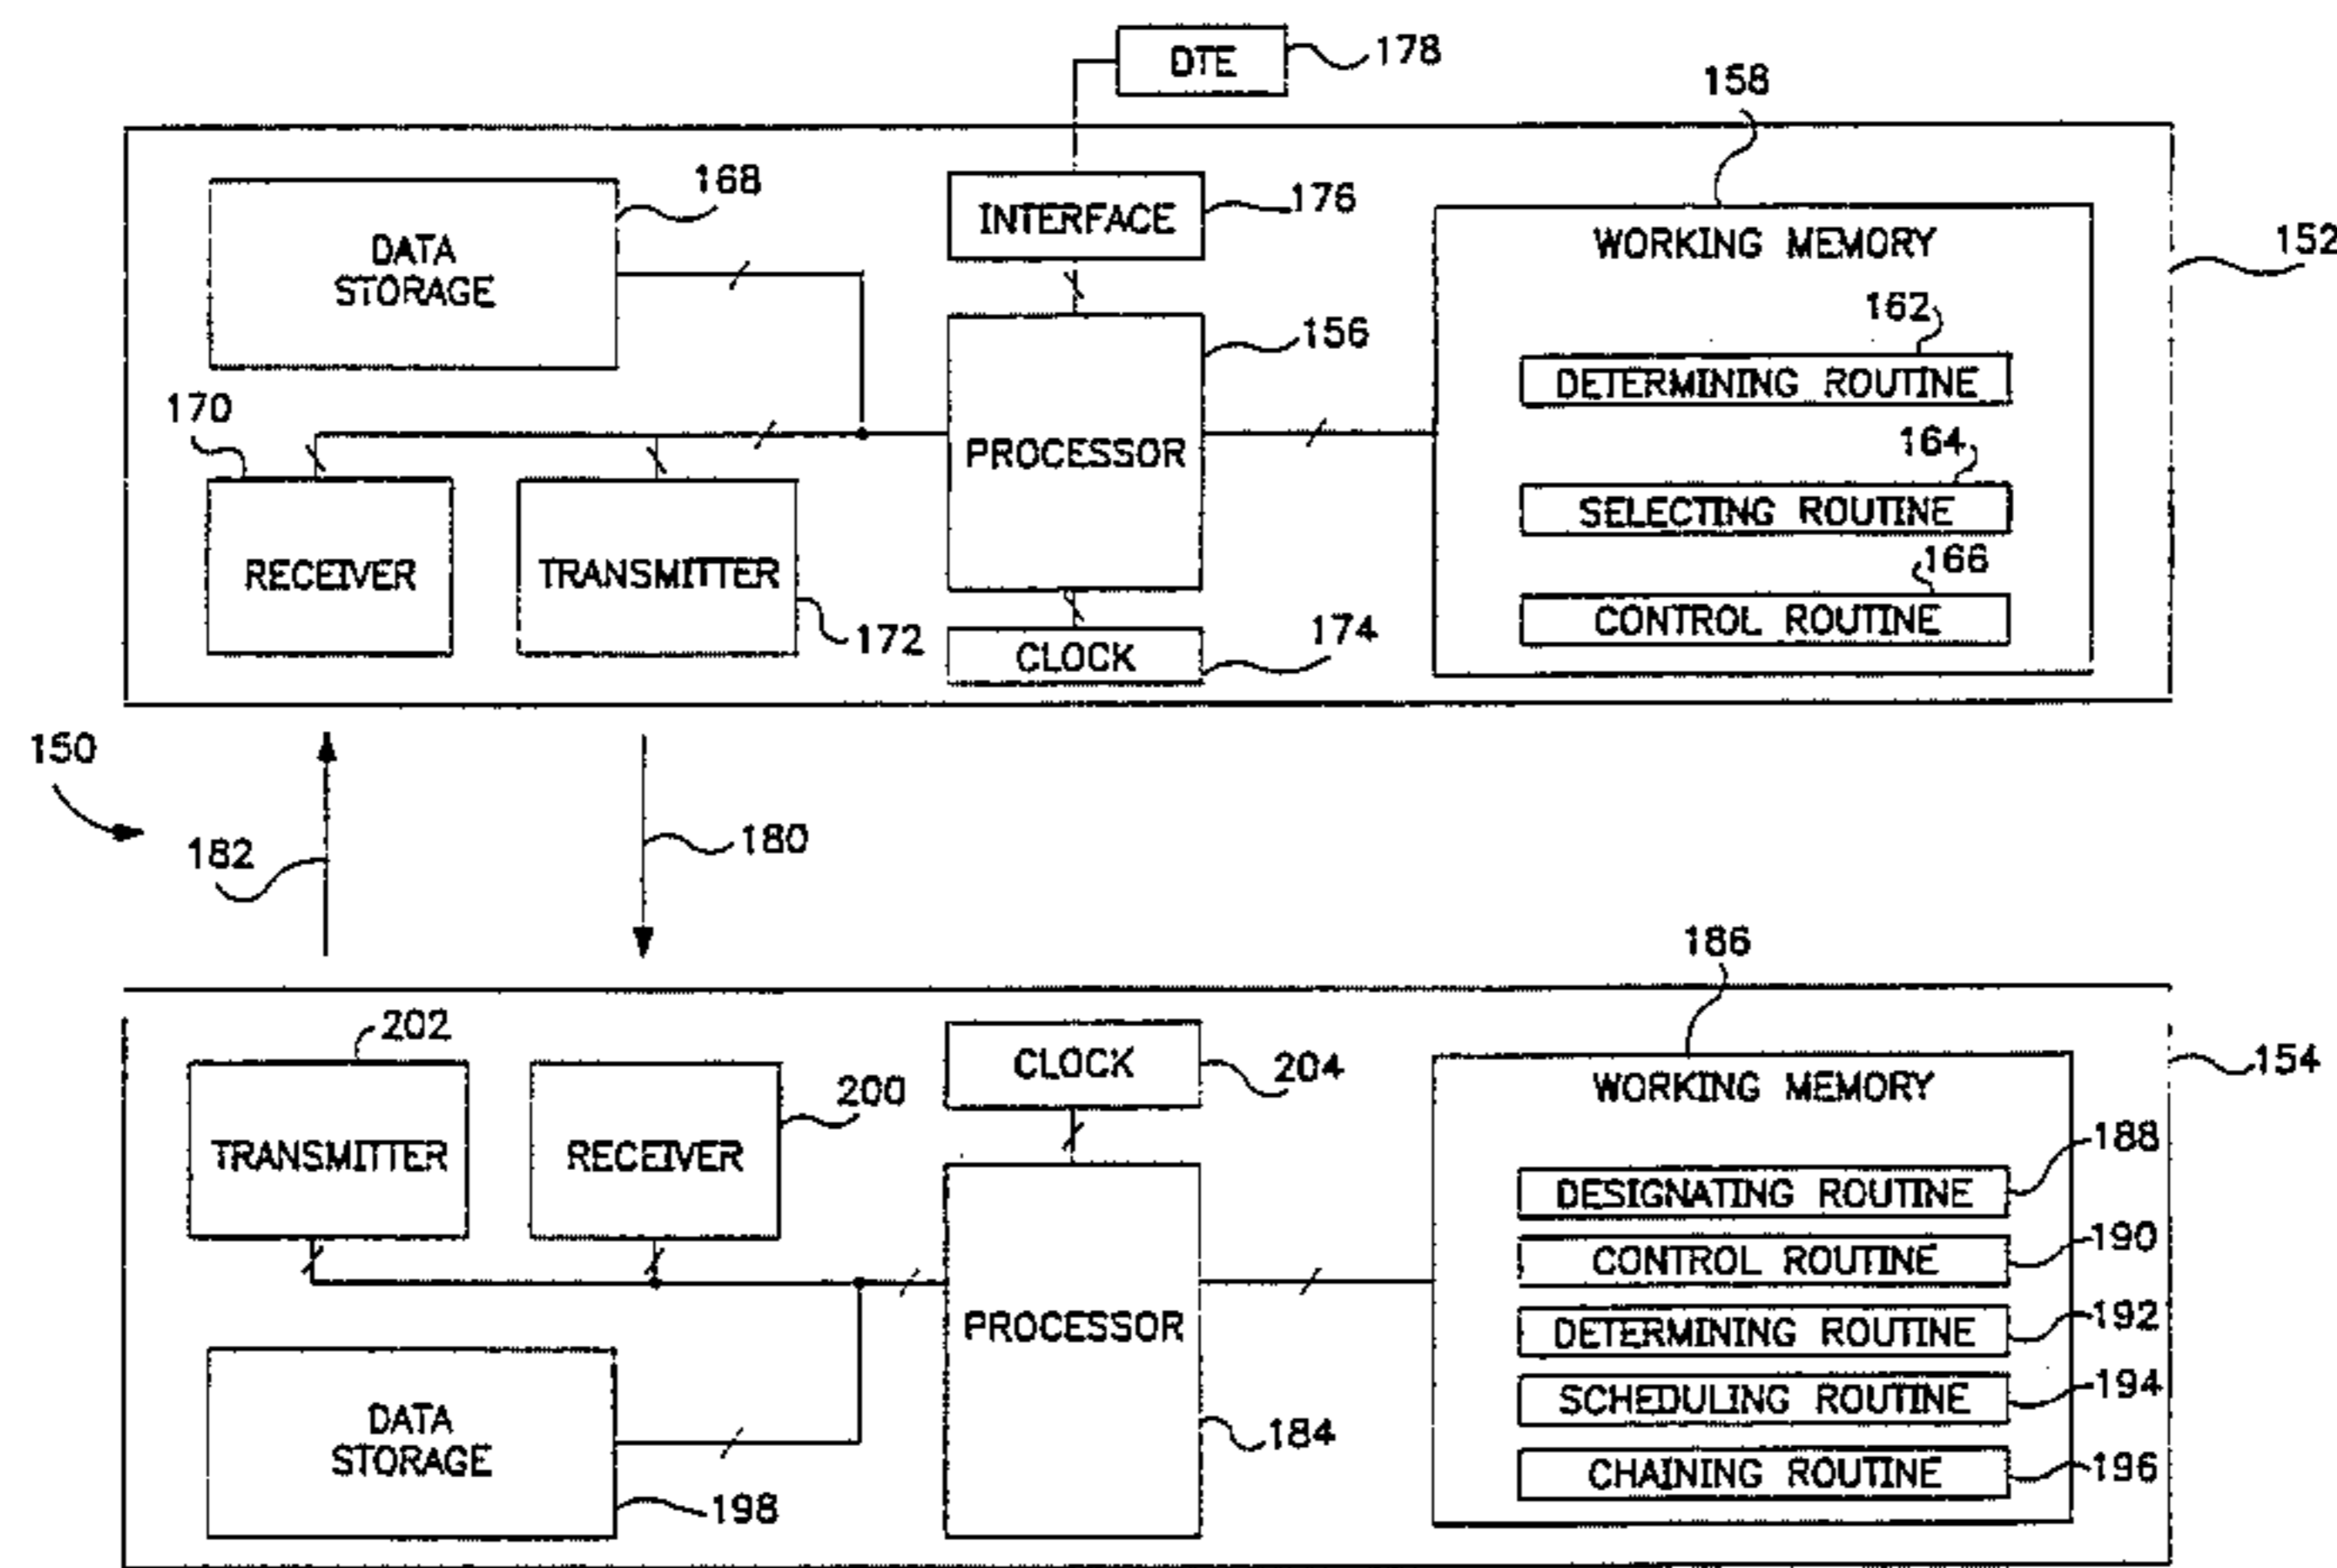 DTE
178
158
168
DATA
STORAGE
INTERFACE
176
WORKING MEMORY
152
162
DETERMINING ROUTINE
156
170
PROCESSOR
164
SELECTING ROUTINE
RECEIVER
TRANSMITTER
172
166
CONTROL ROUTINE
CLOCK
174
150
182
180
186
202
TRANSMITTER
RECEIVER
200
CLOCK
204
WORKING MEMORY
154
DESIGNATING ROUTINE
188
CONTROL ROUTINE
190
PROCESSOR
DETERMINING ROUTINE
192
SCHEDULING ROUTINE
194
DATA
STORAGE
198
184
CHAINING ROUTINE
196